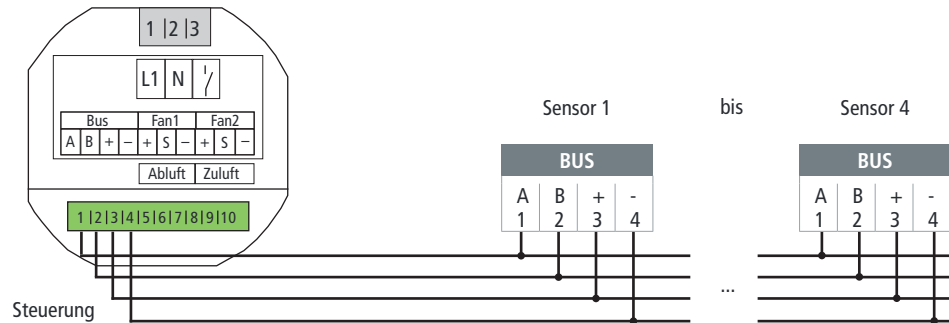 1 |2 |3
L1 N
Bus Fan1 Fan2
A B + – + S – + S –
Abluft Zuluft
1 |2|3|4|5|6|7|8|9|10
Steuerung
Sensor 1 bis Sensor 4
BUS
A B + -
1 2 3 4
...
BUS
A B + -
1 2 3 4